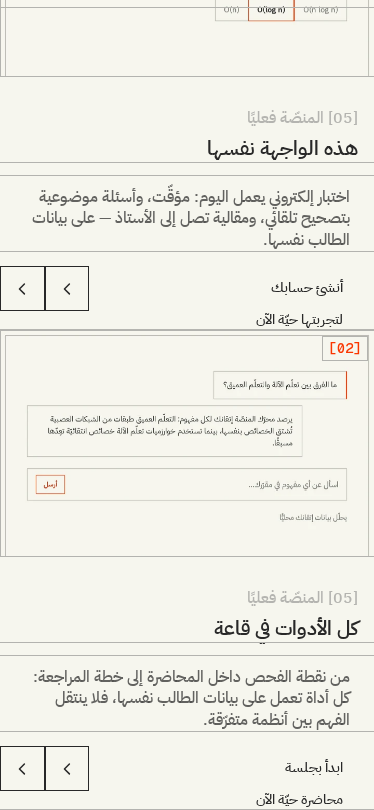 O(n) O(log n) O(n log n)
[05] المنصّة فعليًا
هذه الواجهة نفسها
اختبار إلكتروني يعمل اليوم: مؤقّت، وأسئلة موضوعية
بتصحيح تلقائي، ومقالية تصل إلى الأستاذ — على بيانات
الطالب نفسها.
أنشئ حسابك
لتجربتها حيّة الآن
[02]
ما الفرق بين تعلّم الآلة والتعلّم العميق؟
يرصد محرّك المنصّة إتقانك لكل مفهوم: التعلّم العميق طبقات من الشبكات العصبية
تُشتق الخصائص بنفسها، بينما تستخدم خوارزميات تعلّم الآلة خصائص انتقائيّة نعِدّها
مسبقًا.
اسأل عن أي مفهوم في مقرّرك...
أرسل
يحلّل بيانات إتقانك محليًّا
[05] المنصّة فعليًا
كل الأدوات في قاعة
من نقطة الفحص داخل المحاضرة إلى خطة المراجعة:
كل أداة تعمل على بيانات الطالب نفسها، فلا ينتقل
الفهم بين أنظمة متفرّقة.
ابدأ بجلسة
محاضرة حيّة الآن